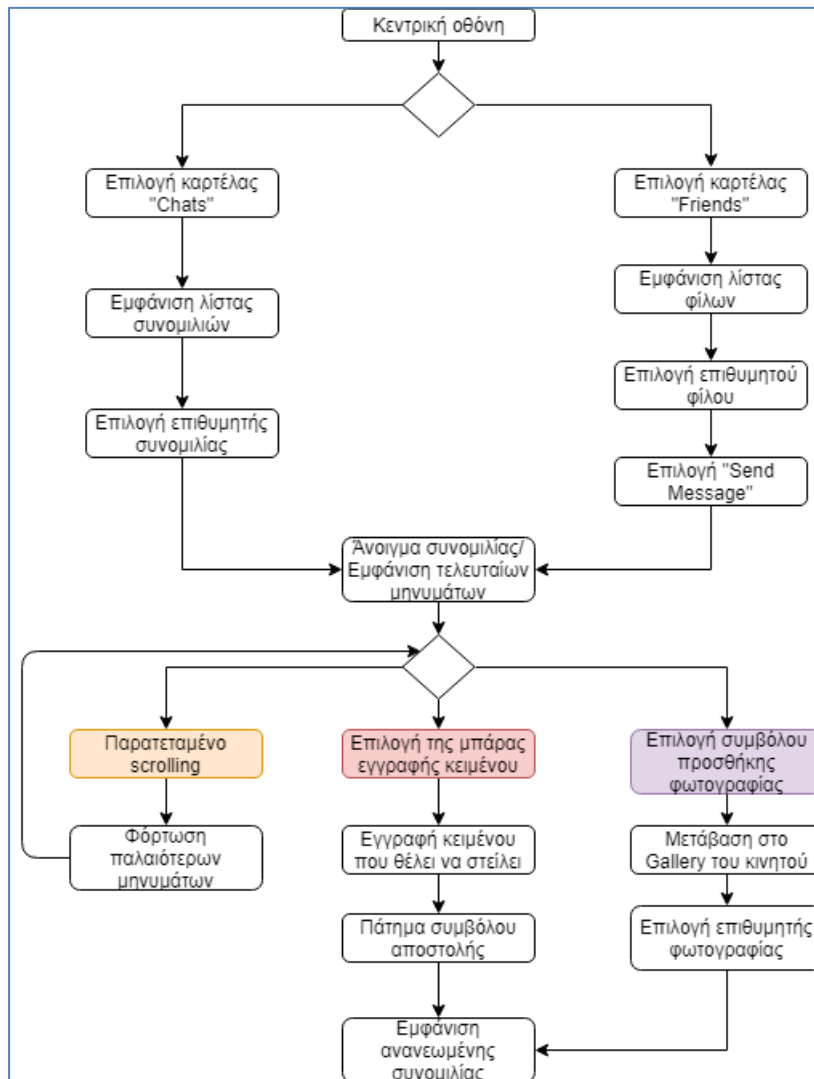 Κεντρική οθόνη
Επιλογή καρτέλας
"Chats"
Επιλογή καρτέλας
"Friends"
Εμφάνιση λίστας
συνομιλιών
Εμφάνιση λίστας
φίλων
Επιλογή επιθυμητής
συνομιλίας
Επιλογή επιθυμητού
φίλου
Επιλογή "Send
Message"
Άνοιγμα συνομιλίας/
Εμφάνιση τελευταίων
μηνυμάτων
Παρατεταμένο
scrolling
Επιλογή της μπάρας
εγγραφής κειμένου
Επιλογή συμβόλου
προσθήκης
φωτογραφίας
Φόρτωση
παλαιότερων
μηνυμάτων
Εγγραφή κειμένου
που θέλει να στείλει
Μετάβαση στο
Gallery του κινητού
Πάτημα συμβόλου
αποστολής
Επιλογή επιθυμητής
φωτογραφίας
Εμφάνιση
ανανεωμένης
συνομιλίας